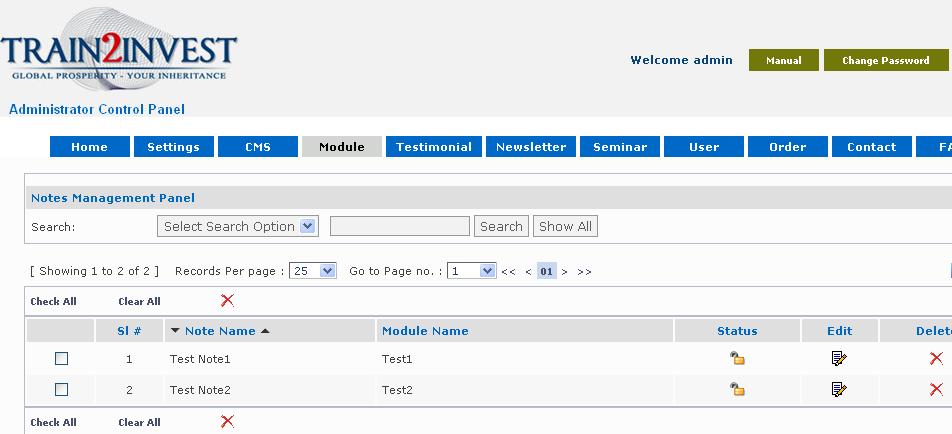 TRAIN2INVEST
GLOBAL PROSPERITY - YOUR INHERITANCE
Welcome admin Manual Change Password
Administrator Control Panel
Home Settings CMS Module Testimonial Newsletter Seminar User Order Contact FA
Notes Management Panel
Search: Select Search Option Search Show All
[ Showing 1 to 2 of 2 ] Records Per page : 25 Go to Page no. : 1 << < 01 > >>
Check All Clear All
Sl # Note Name Module Name Status Edit Delete
1 Test Note1 Test1
2 Test Note2 Test2
Check All Clear All